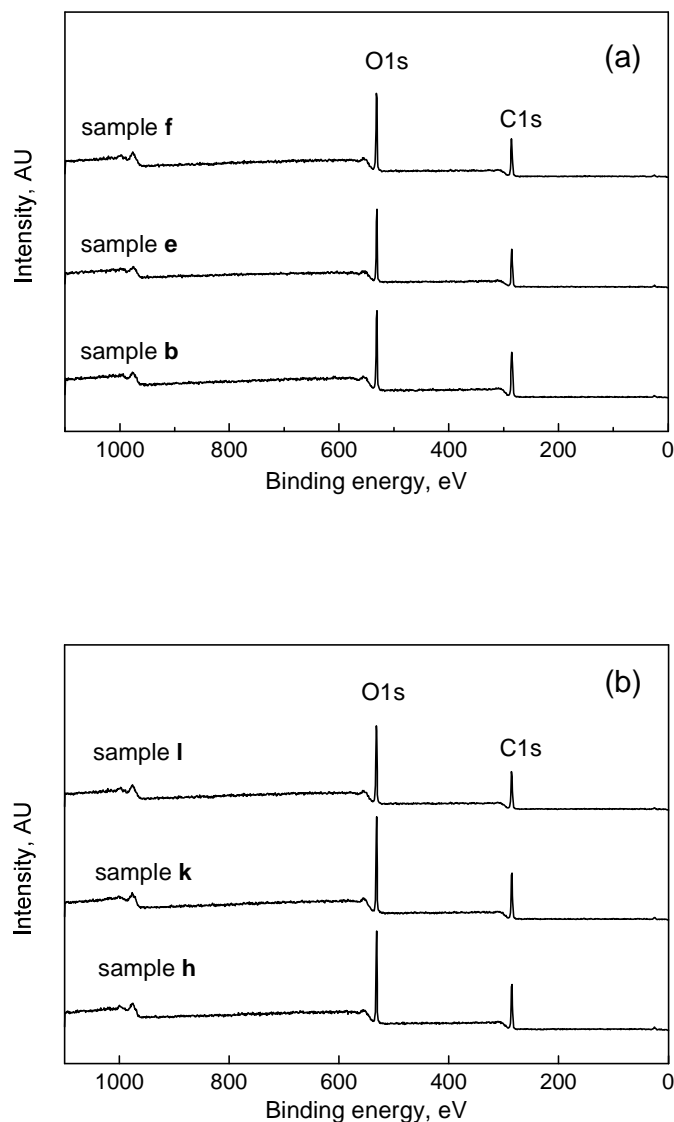 (a)
O1s
C1s
sample f
sample e
sample b
Intensity, AU
1000 800 600 400 200 0
Binding energy, eV
(b)
O1s
C1s
sample l
sample k
sample h
Intensity, AU
1000 800 600 400 200 0
Binding energy, eV